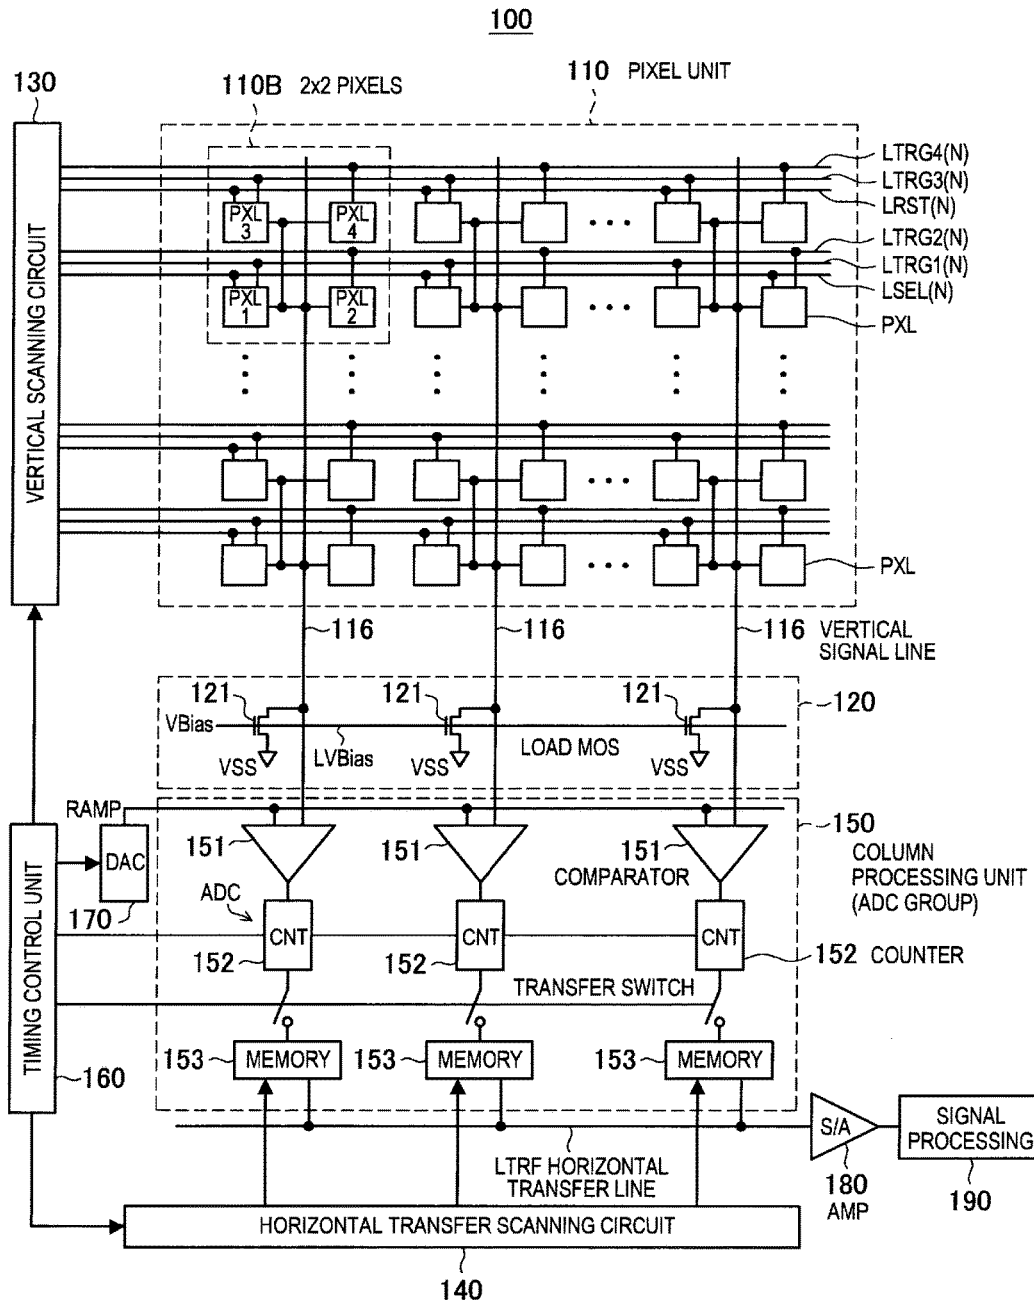 100
130
110B 2x2 PIXELS
110 PIXEL UNIT
VERTICAL SCANNING CIRCUIT
LTRG4(N)
LTRG3(N)
LRST(N)
PXL
3
PXL
4
LTRG2(N)
LTRG1(N)
LSEL(N)
PXL
1
PXL
2
PXL
PXL
116
116
116
VERTICAL
SIGNAL LINE
121
121
121
120
VBias
LVBias
LOAD MOS
VSS
VSS
VSS
RAMP
DAC
170
151
151
151
COMPARATOR
150
COLUMN
PROCESSING UNIT
(ADC GROUP)
ADC
CNT
CNT
CNT
152
152
152 COUNTER
TRANSFER SWITCH
TIMING CONTROL UNIT
160
153
MEMORY
153
MEMORY
153
MEMORY
LTRF HORIZONTAL
TRANSFER LINE
S/A
180
AMP
SIGNAL
PROCESSING
190
HORIZONTAL TRANSFER SCANNING CIRCUIT
140